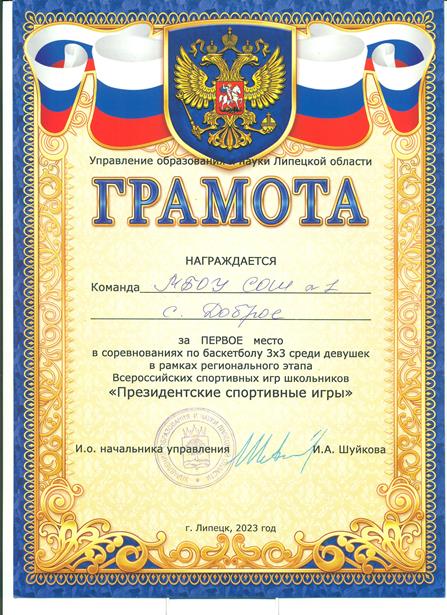 Управление образования и науки Липецкой области
ГРАМОТА
НАГРАЖДАЕТСЯ
Команда МБОУ СОШ №1
с. Доброе
за ПЕРВОЕ место
в соревнованиях по баскетболу 3х3 среди девушек
в рамках регионального этапа
Всероссийских спортивных игр школьников
«Президентские спортивные игры»
И.о. начальника управления И.А. Шуйкова
г. Липецк, 2023 год